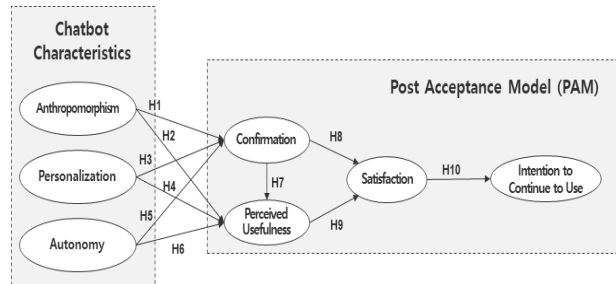 Chatbot
Characteristics
Anthropomorphism
Personalization
Autonomy
H1
H2
H3
H4
H5
H6
Post Acceptance Model (PAM)
Confirmation
H7
Perceived
Usefulness
H8
H9
Satisfaction
H10
Intention to
Continue to Use